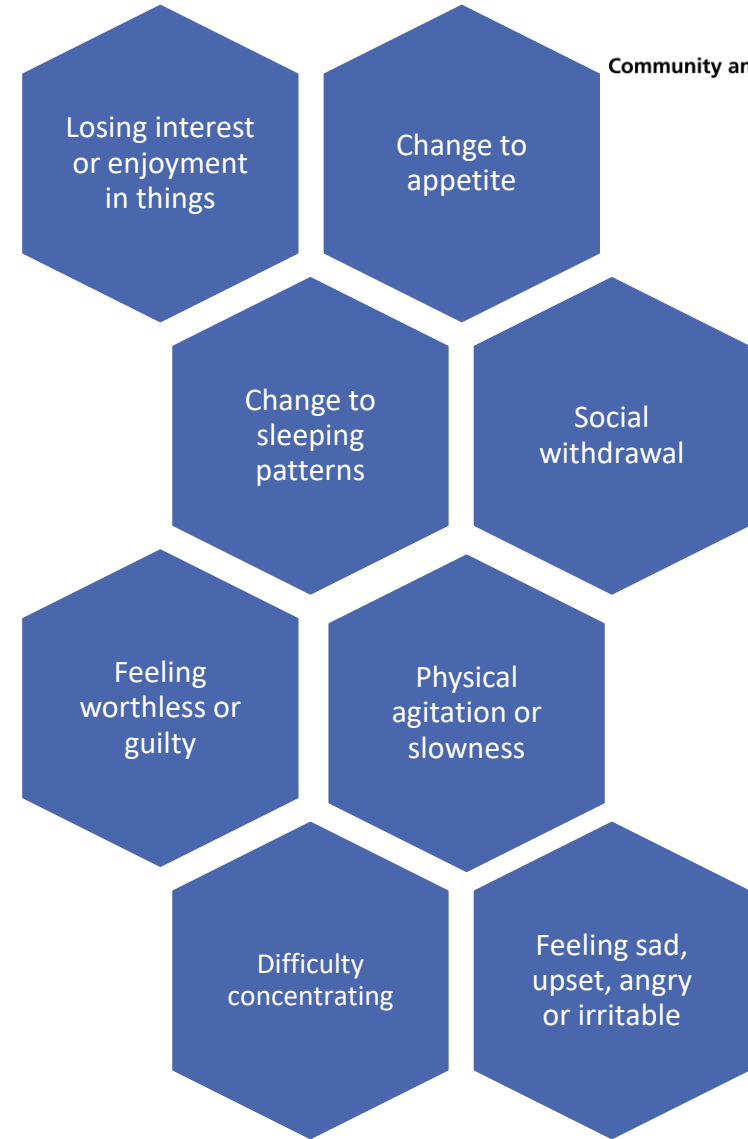 Community an
Losing interest
or enjoyment
in things
Change to
appetite
Change to
sleeping
patterns
Social
withdrawal
Feeling
worthless or
guilty
Physical
agitation or
slowness
Difficulty
concentrating
Feeling sad,
upset, angry
or irritable